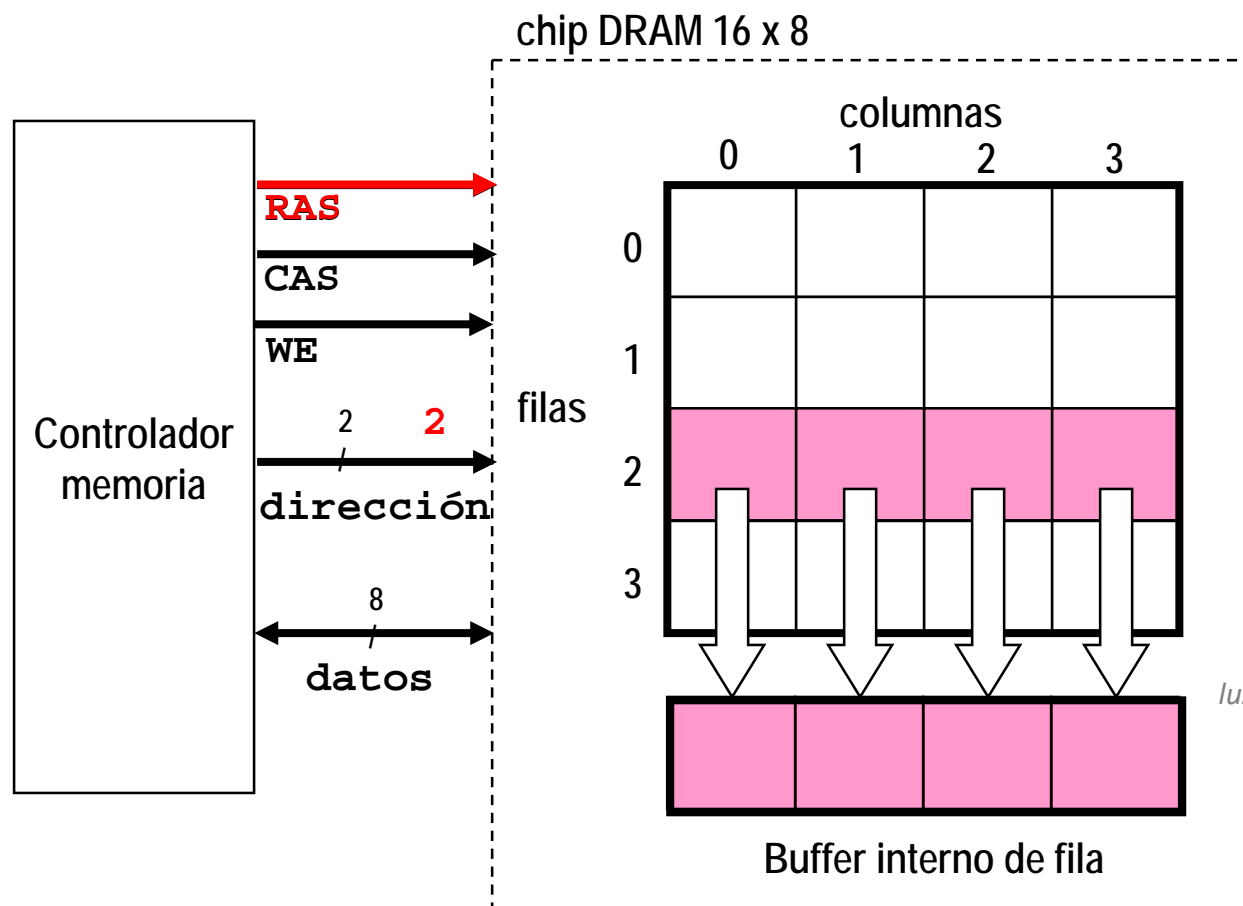 chip DRAM 16 x 8
columnas
0 1 2 3
RAS
CAS
WE
2 2
dirección
8
datos
Controlador
memoria
filas
0
1
2
3
Buffer interno de fila